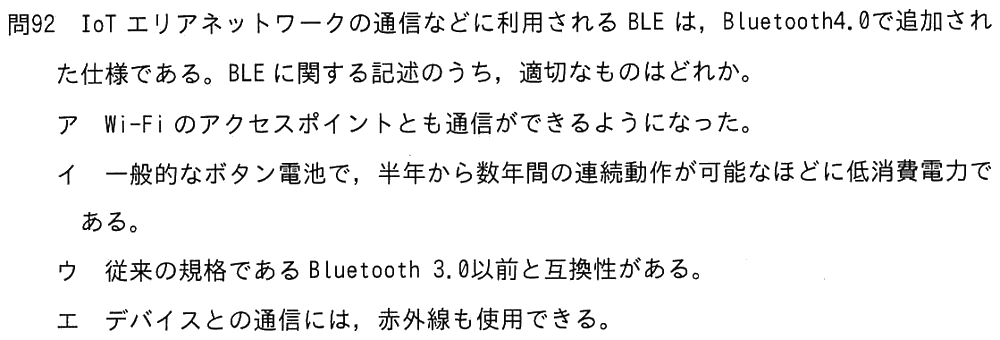 問92 IoT エリアネットワークの通信などに利用される BLE は，Bluetooth4.0で追加され
た仕様である。BLE に関する記述のうち，適切なものはどれか。
ア Wi-Fi のアクセスポイントとも通信ができるようになった。
イ 一般的なボタン電池で，半年から数年間の連続動作が可能なほどに低消費電力で
ある。
ウ 従来の規格である Bluetooth 3.0以前と互換性がある。
エ デバイスとの通信には，赤外線も使用できる。